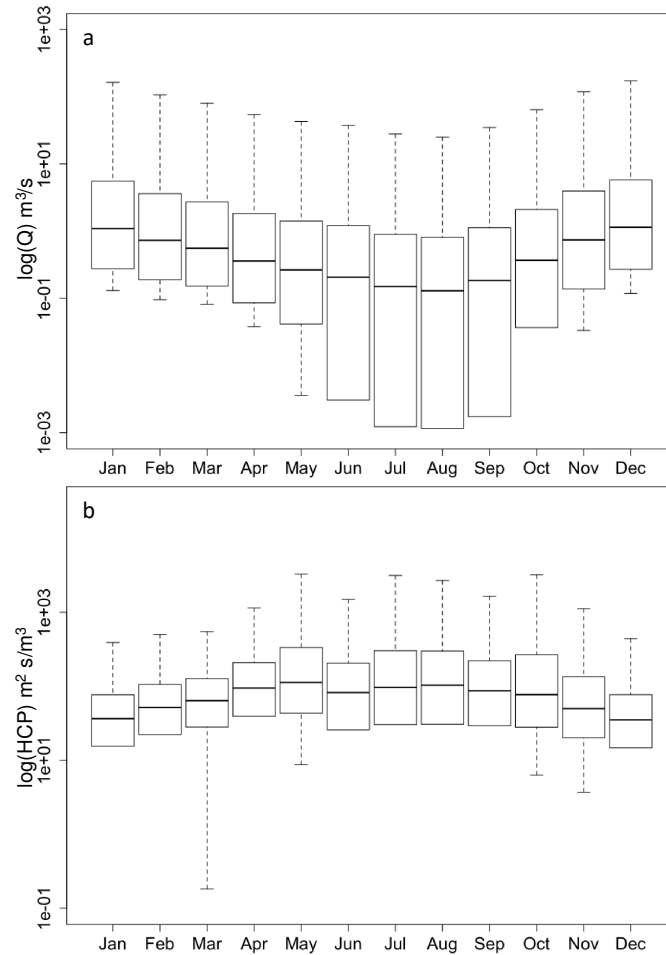 a
log(Q) m³/s
1e+03
1e+01
1e-01
1e-03
Jan Feb Mar Apr May Jun Jul Aug Sep Oct Nov Dec
b
log(HCP) m² s/m³
1e+03
1e+01
1e-01
Jan Feb Mar Apr May Jun Jul Aug Sep Oct Nov Dec